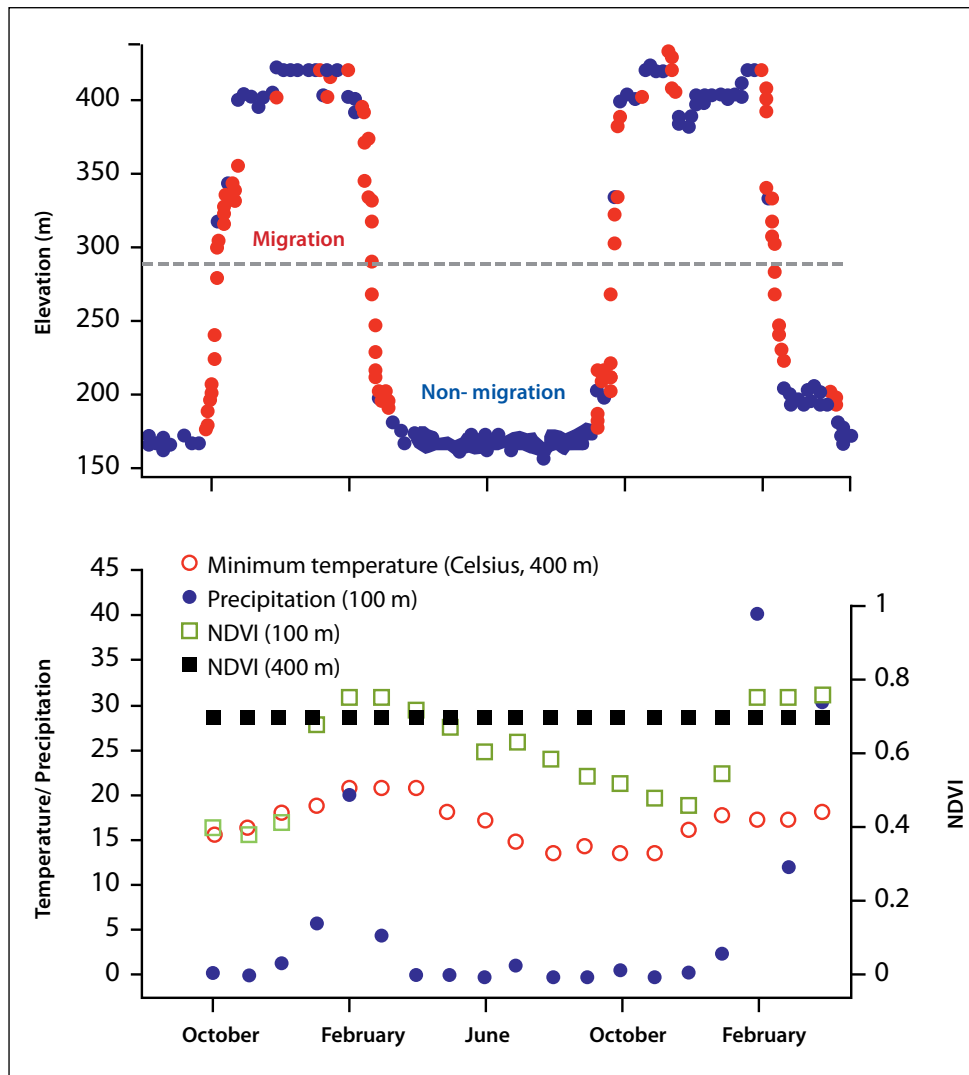 400
350
300
250
200
150
Elevation (m)
Migration
Non- migration
45
40
35
30
25
20
15
10
5
0
Temperature/ Precipitation
Minimum temperature (Celsius, 400 m)
Precipitation (100 m)
NDVI (100 m)
NDVI (400 m)
1
0.8
0.6
0.4
0.2
0
NDVI
October February June October February